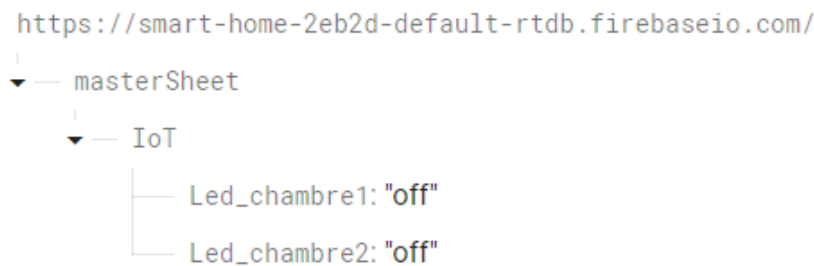 https://smart-home-2eb2d-default-rtdb.firebaseio.com/
masterSheet
IoT
Led_chambre1: "off"
Led_chambre2: "off"